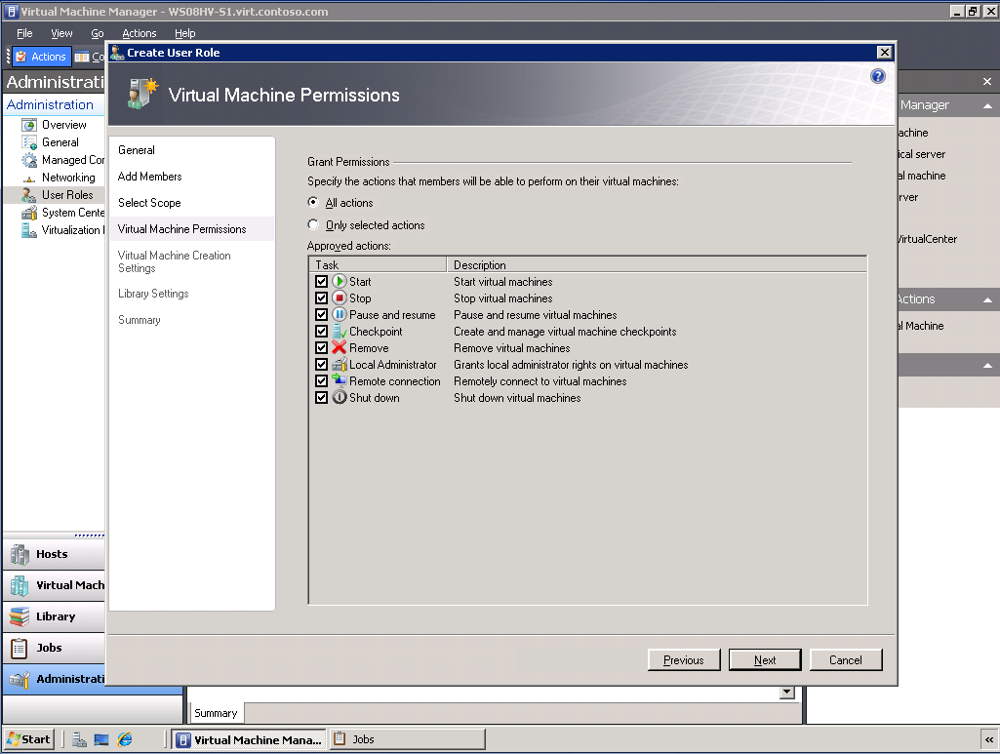 Virtual Machine Manager - WS08HV-S1.virt.contoso.com
File View Go Actions Help
Actions Co
Administrati
Administration
Overview
General
Managed Cor
Networking
User Roles
System Cente
Virtualization
Hosts
Virtual Mach
Library
Jobs
Administrati
Create User Role
Virtual Machine Permissions
General
Add Members
Select Scope
Virtual Machine Permissions
Virtual Machine Creation
Settings
Library Settings
Summary
Grant Permissions
Specify the actions that members will be able to perform on their virtual machines:
All actions
Only selected actions
Approved actions:
Task Description
Start Start virtual machines
Stop Stop virtual machines
Pause and resume Pause and resume virtual machines
Checkpoint Create and manage virtual machine checkpoints
Remove Remove virtual machines
Local Administrator Grants local administrator rights on virtual machines
Remote connection Remotely connect to virtual machines
Shut down Shut down virtual machines
Previous Next Cancel
Manager
achine
ical server
al machine
rver
VirtualCenter
Actions
al Machine
Summary
Start Virtual Machine Mana... Jobs «